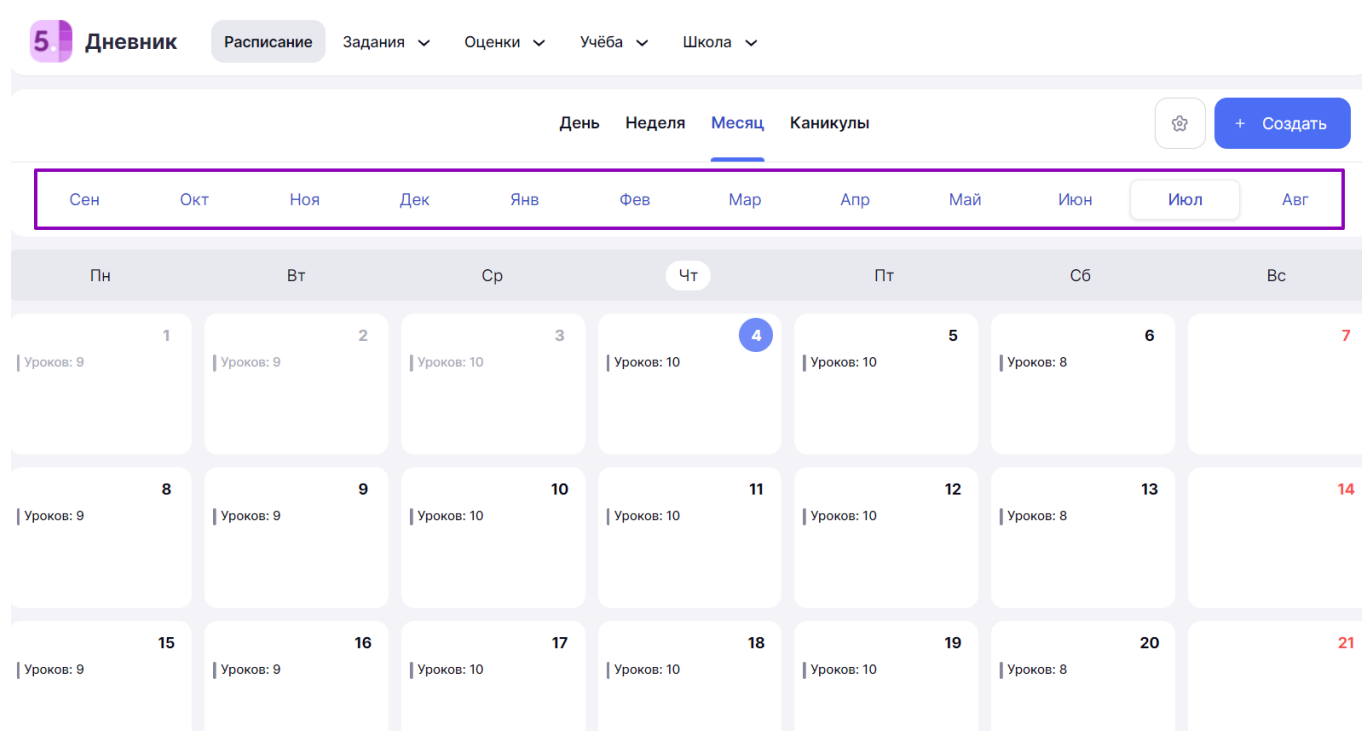 5. Дневник Расписание Задания Оценки Учёба Школа
День Неделя Месяц Каникулы + Создать
Сен Окт Ноя Дек Янв Фев Мар Апр Май Июн Июл Авг
Пн Вт Ср Чт Пт Сб Вс
1 2 3 4 5 6 7
Уроков: 9 Уроков: 9 Уроков: 10 Уроков: 10 Уроков: 10 Уроков: 8
8 9 10 11 12 13 14
Уроков: 9 Уроков: 9 Уроков: 10 Уроков: 10 Уроков: 10 Уроков: 8
15 16 17 18 19 20 21
Уроков: 9 Уроков: 9 Уроков: 10 Уроков: 10 Уроков: 10 Уроков: 8